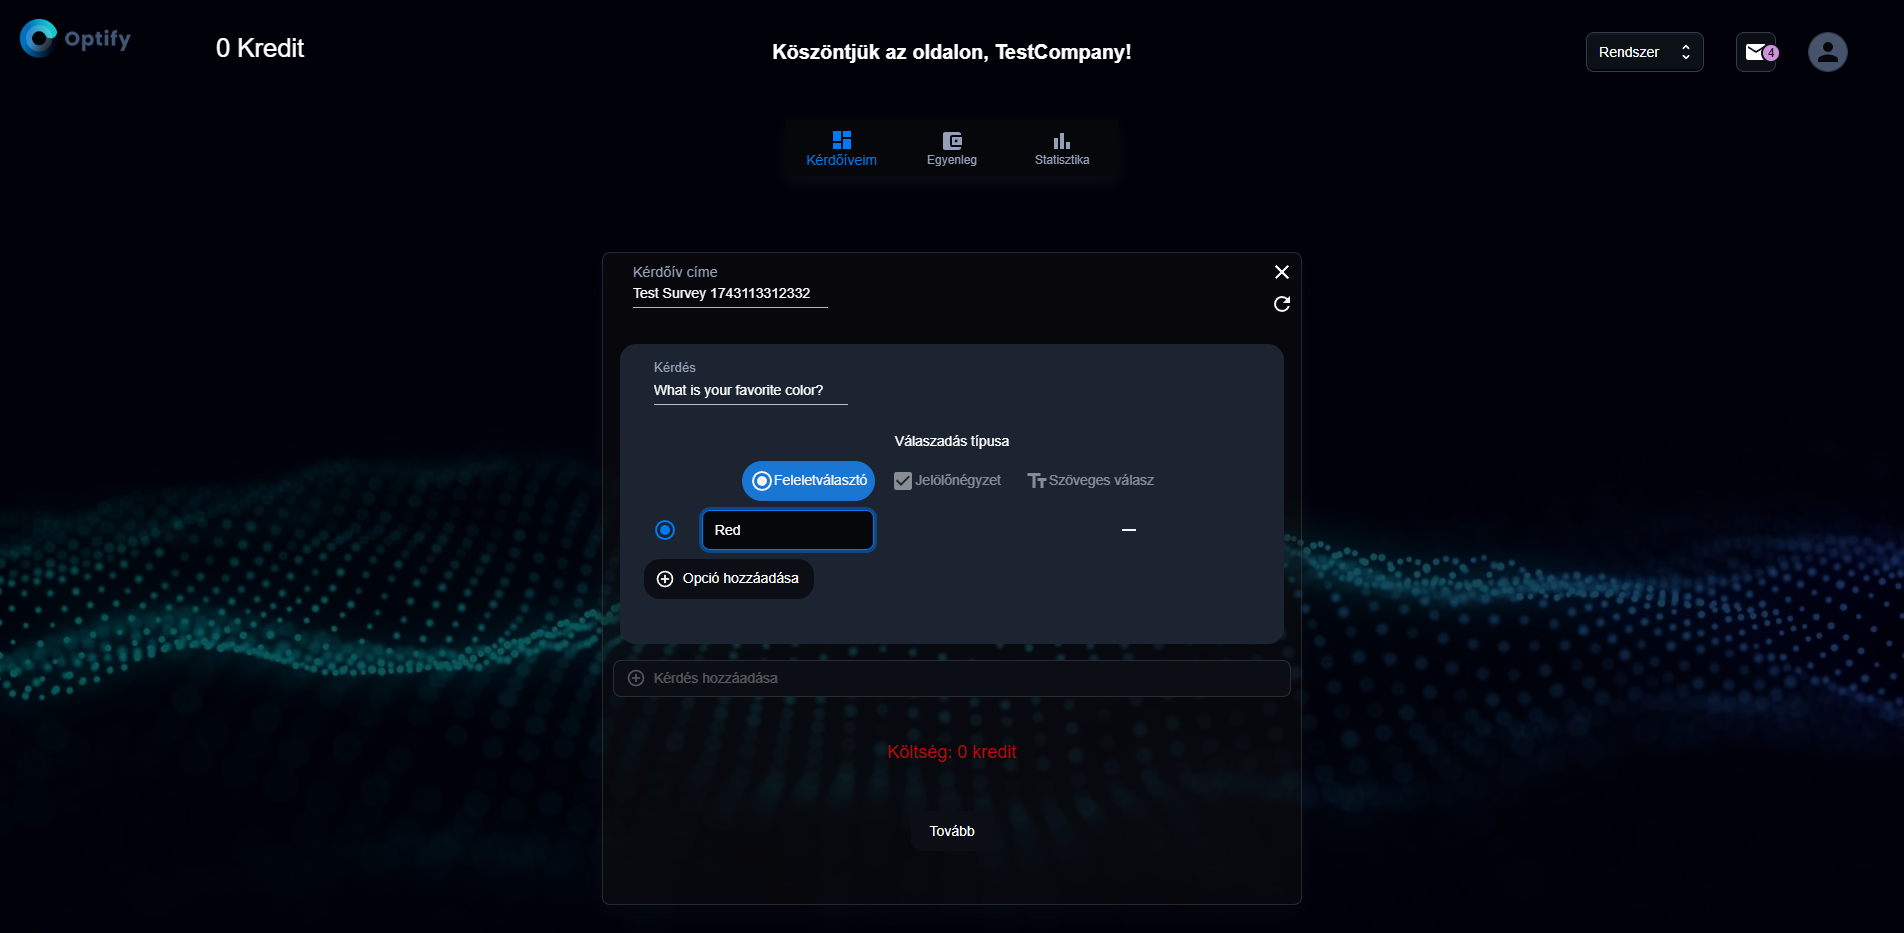 Optify
0 Kredit
Köszöntjük az oldalon, TestCompany!
Rendszer
4
Kérdőíveim
Egyenleg
Statisztika
Kérdőív címe
Test Survey 1743113312332
Kérdés
What is your favorite color?
Válaszadás típusa
Feleletválasztó
Jelölőnégyzet
Szöveges válasz
Red
Opció hozzáadása
Kérdés hozzáadása
Költség: 0 kredit
Tovább